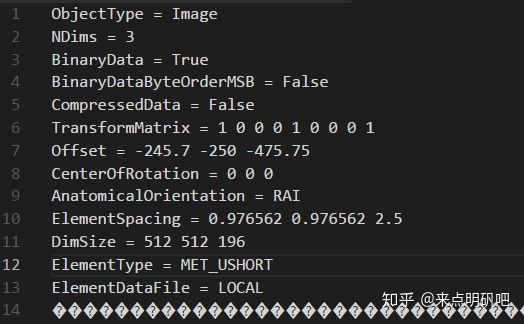 1 ObjectType = Image
2 NDims = 3
3 BinaryData = True
4 BinaryDataByteOrderMSB = False
5 CompressedData = False
6 TransformMatrix = 1 0 0 0 1 0 0 0 1
7 Offset = -245.7 -250 -475.75
8 CenterOfRotation = 0 0 0
9 AnatomicalOrientation = RAI
10 ElementSpacing = 0.976562 0.976562 2.5
11 DimSize = 512 512 196
12 ElementType = MET_USHORT
13 ElementDataFile = LOCAL
14
知乎 @来点明矾吧